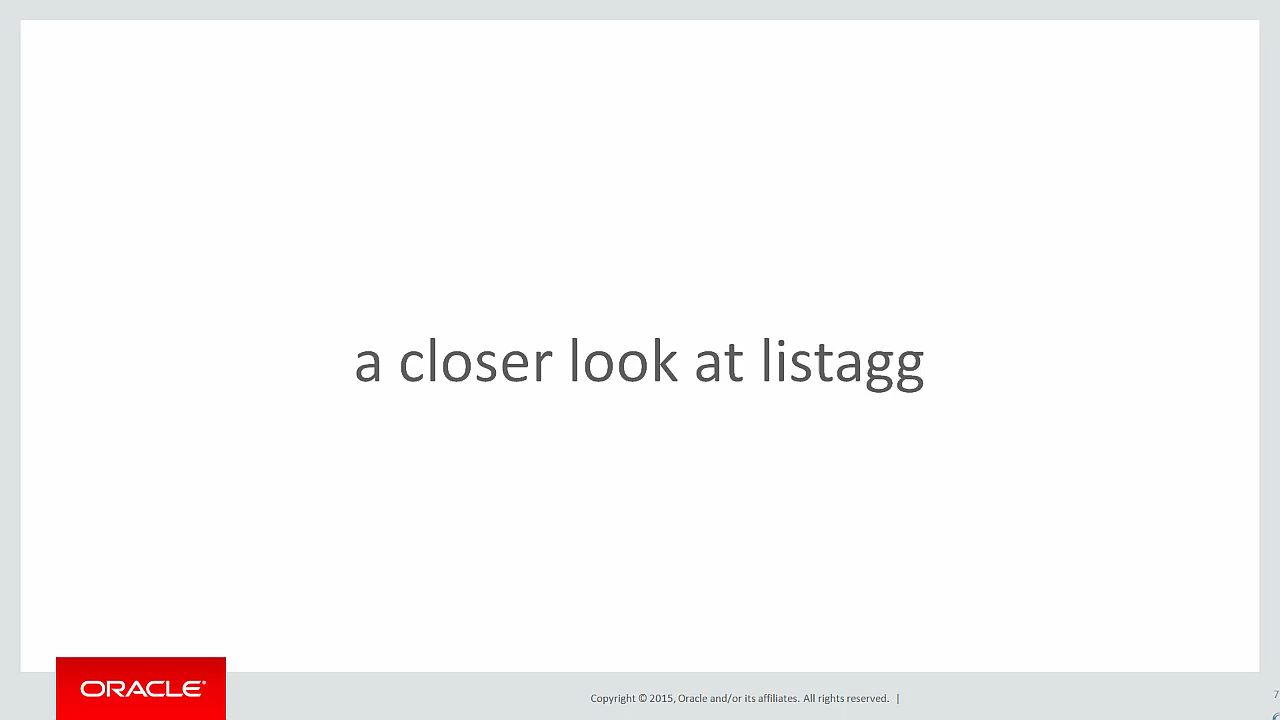 a closer look at listagg
ORACLE®
Copyright © 2015, Oracle and/or its affiliates. All rights reserved. |
7